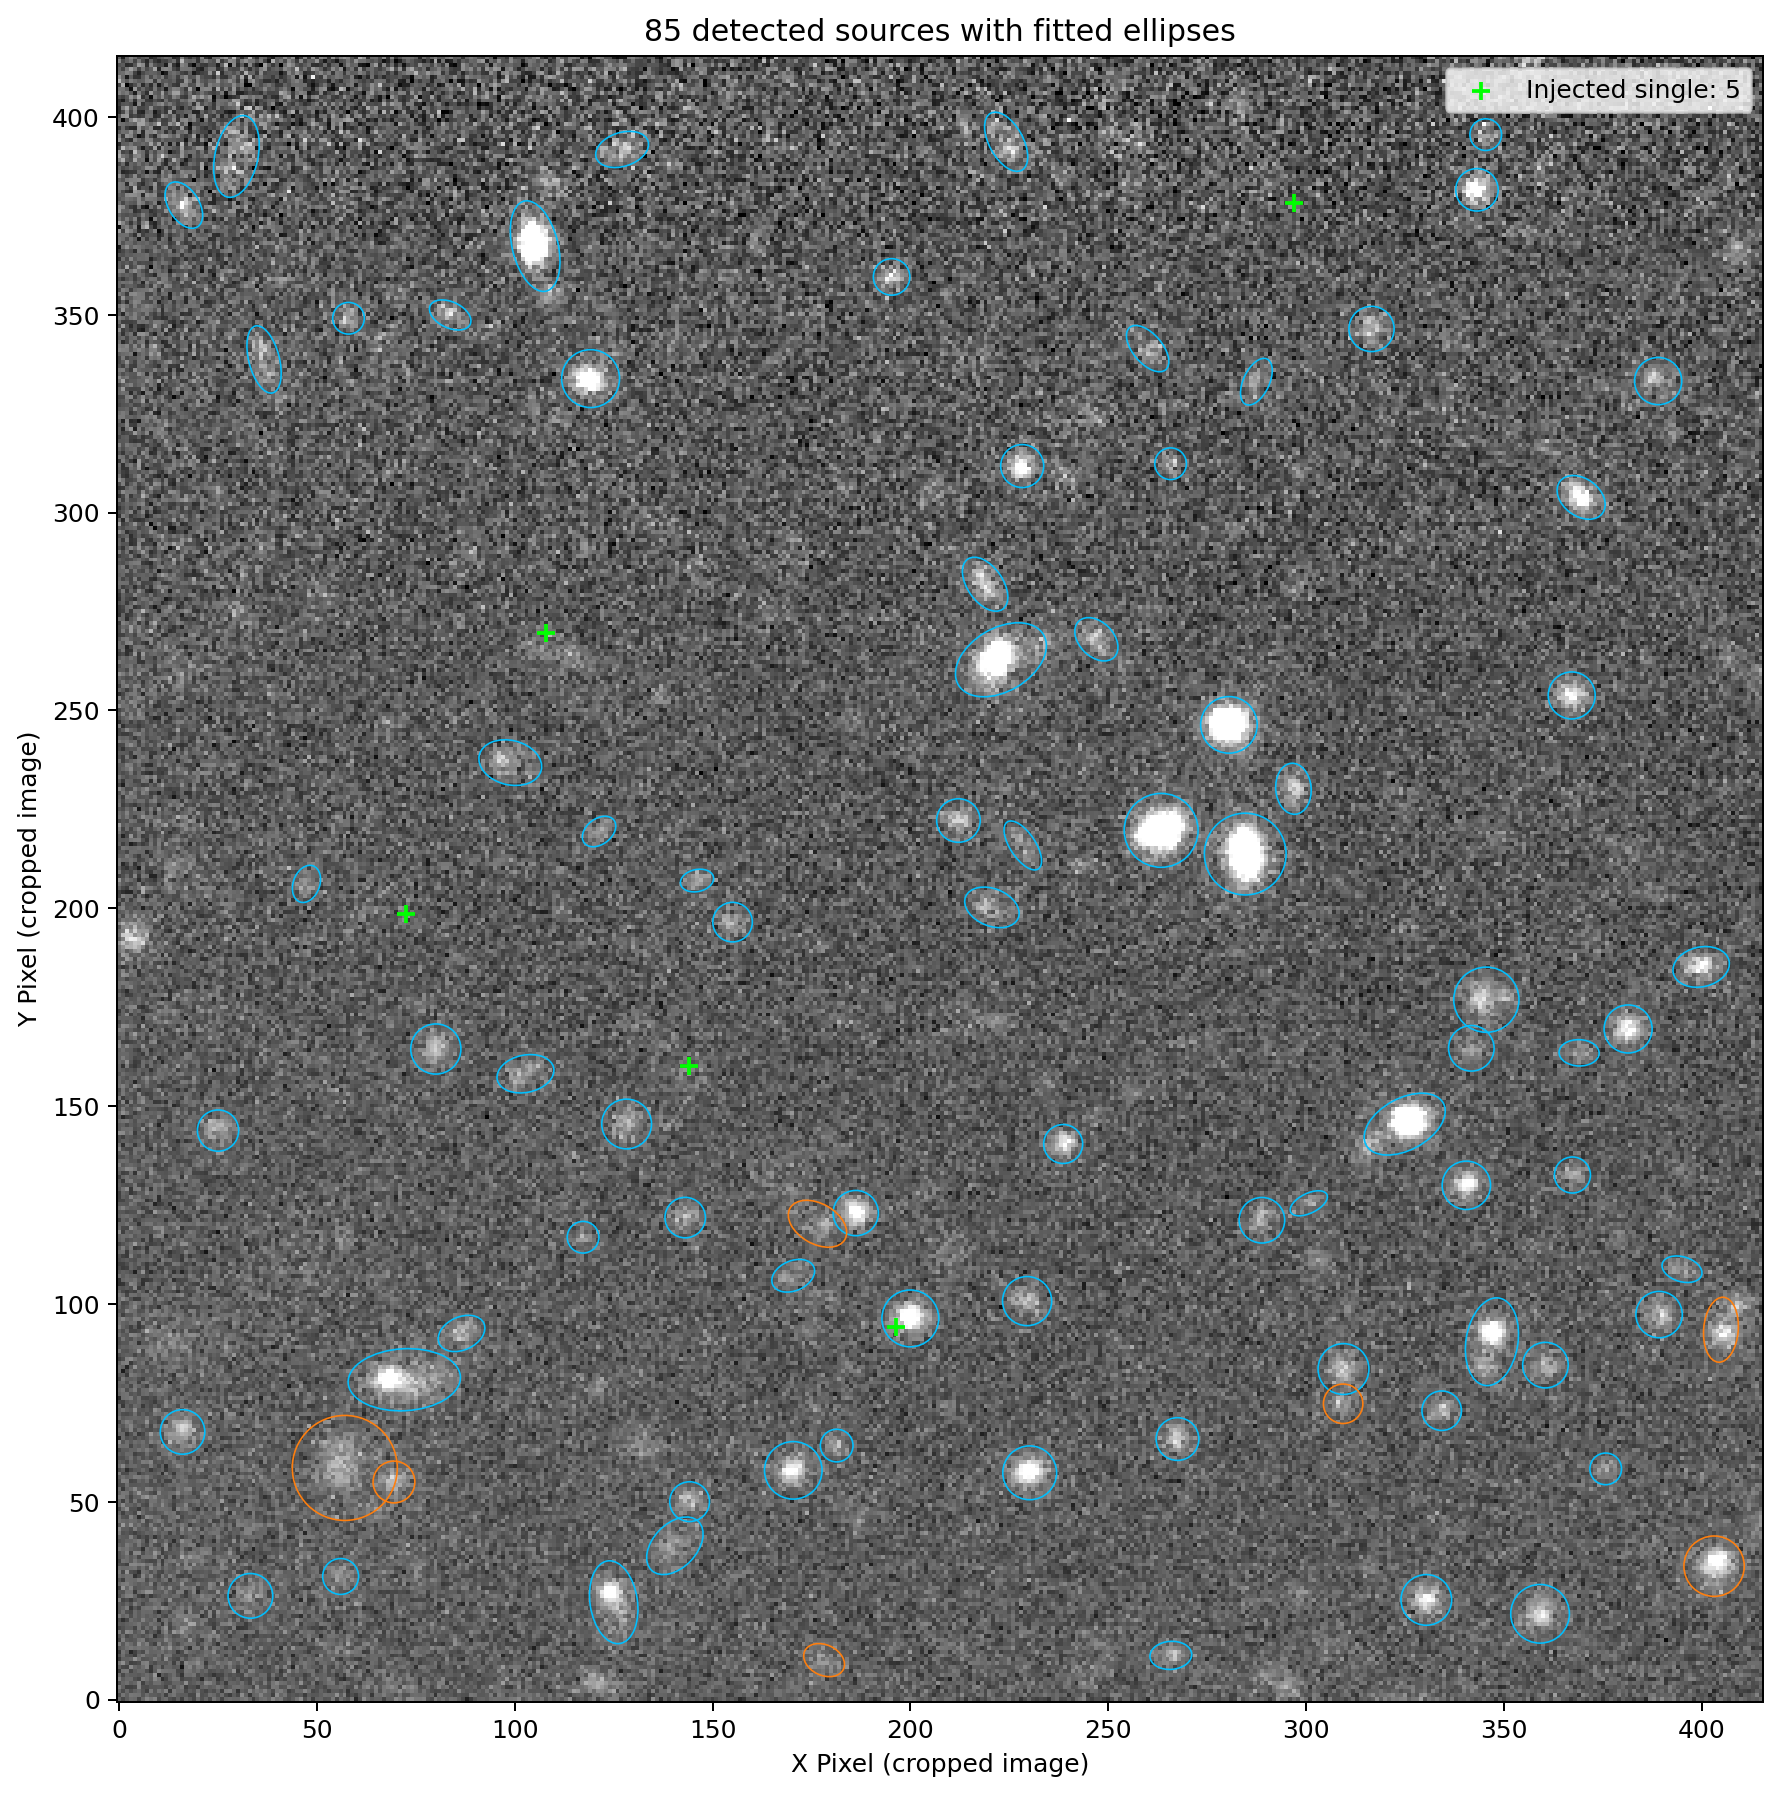 85 detected sources with fitted ellipses
Injected single: 5
400
350
300
250
200
150
100
50
0
Y Pixel (cropped image)
0 50 100 150 200 250 300 350 400
X Pixel (cropped image)